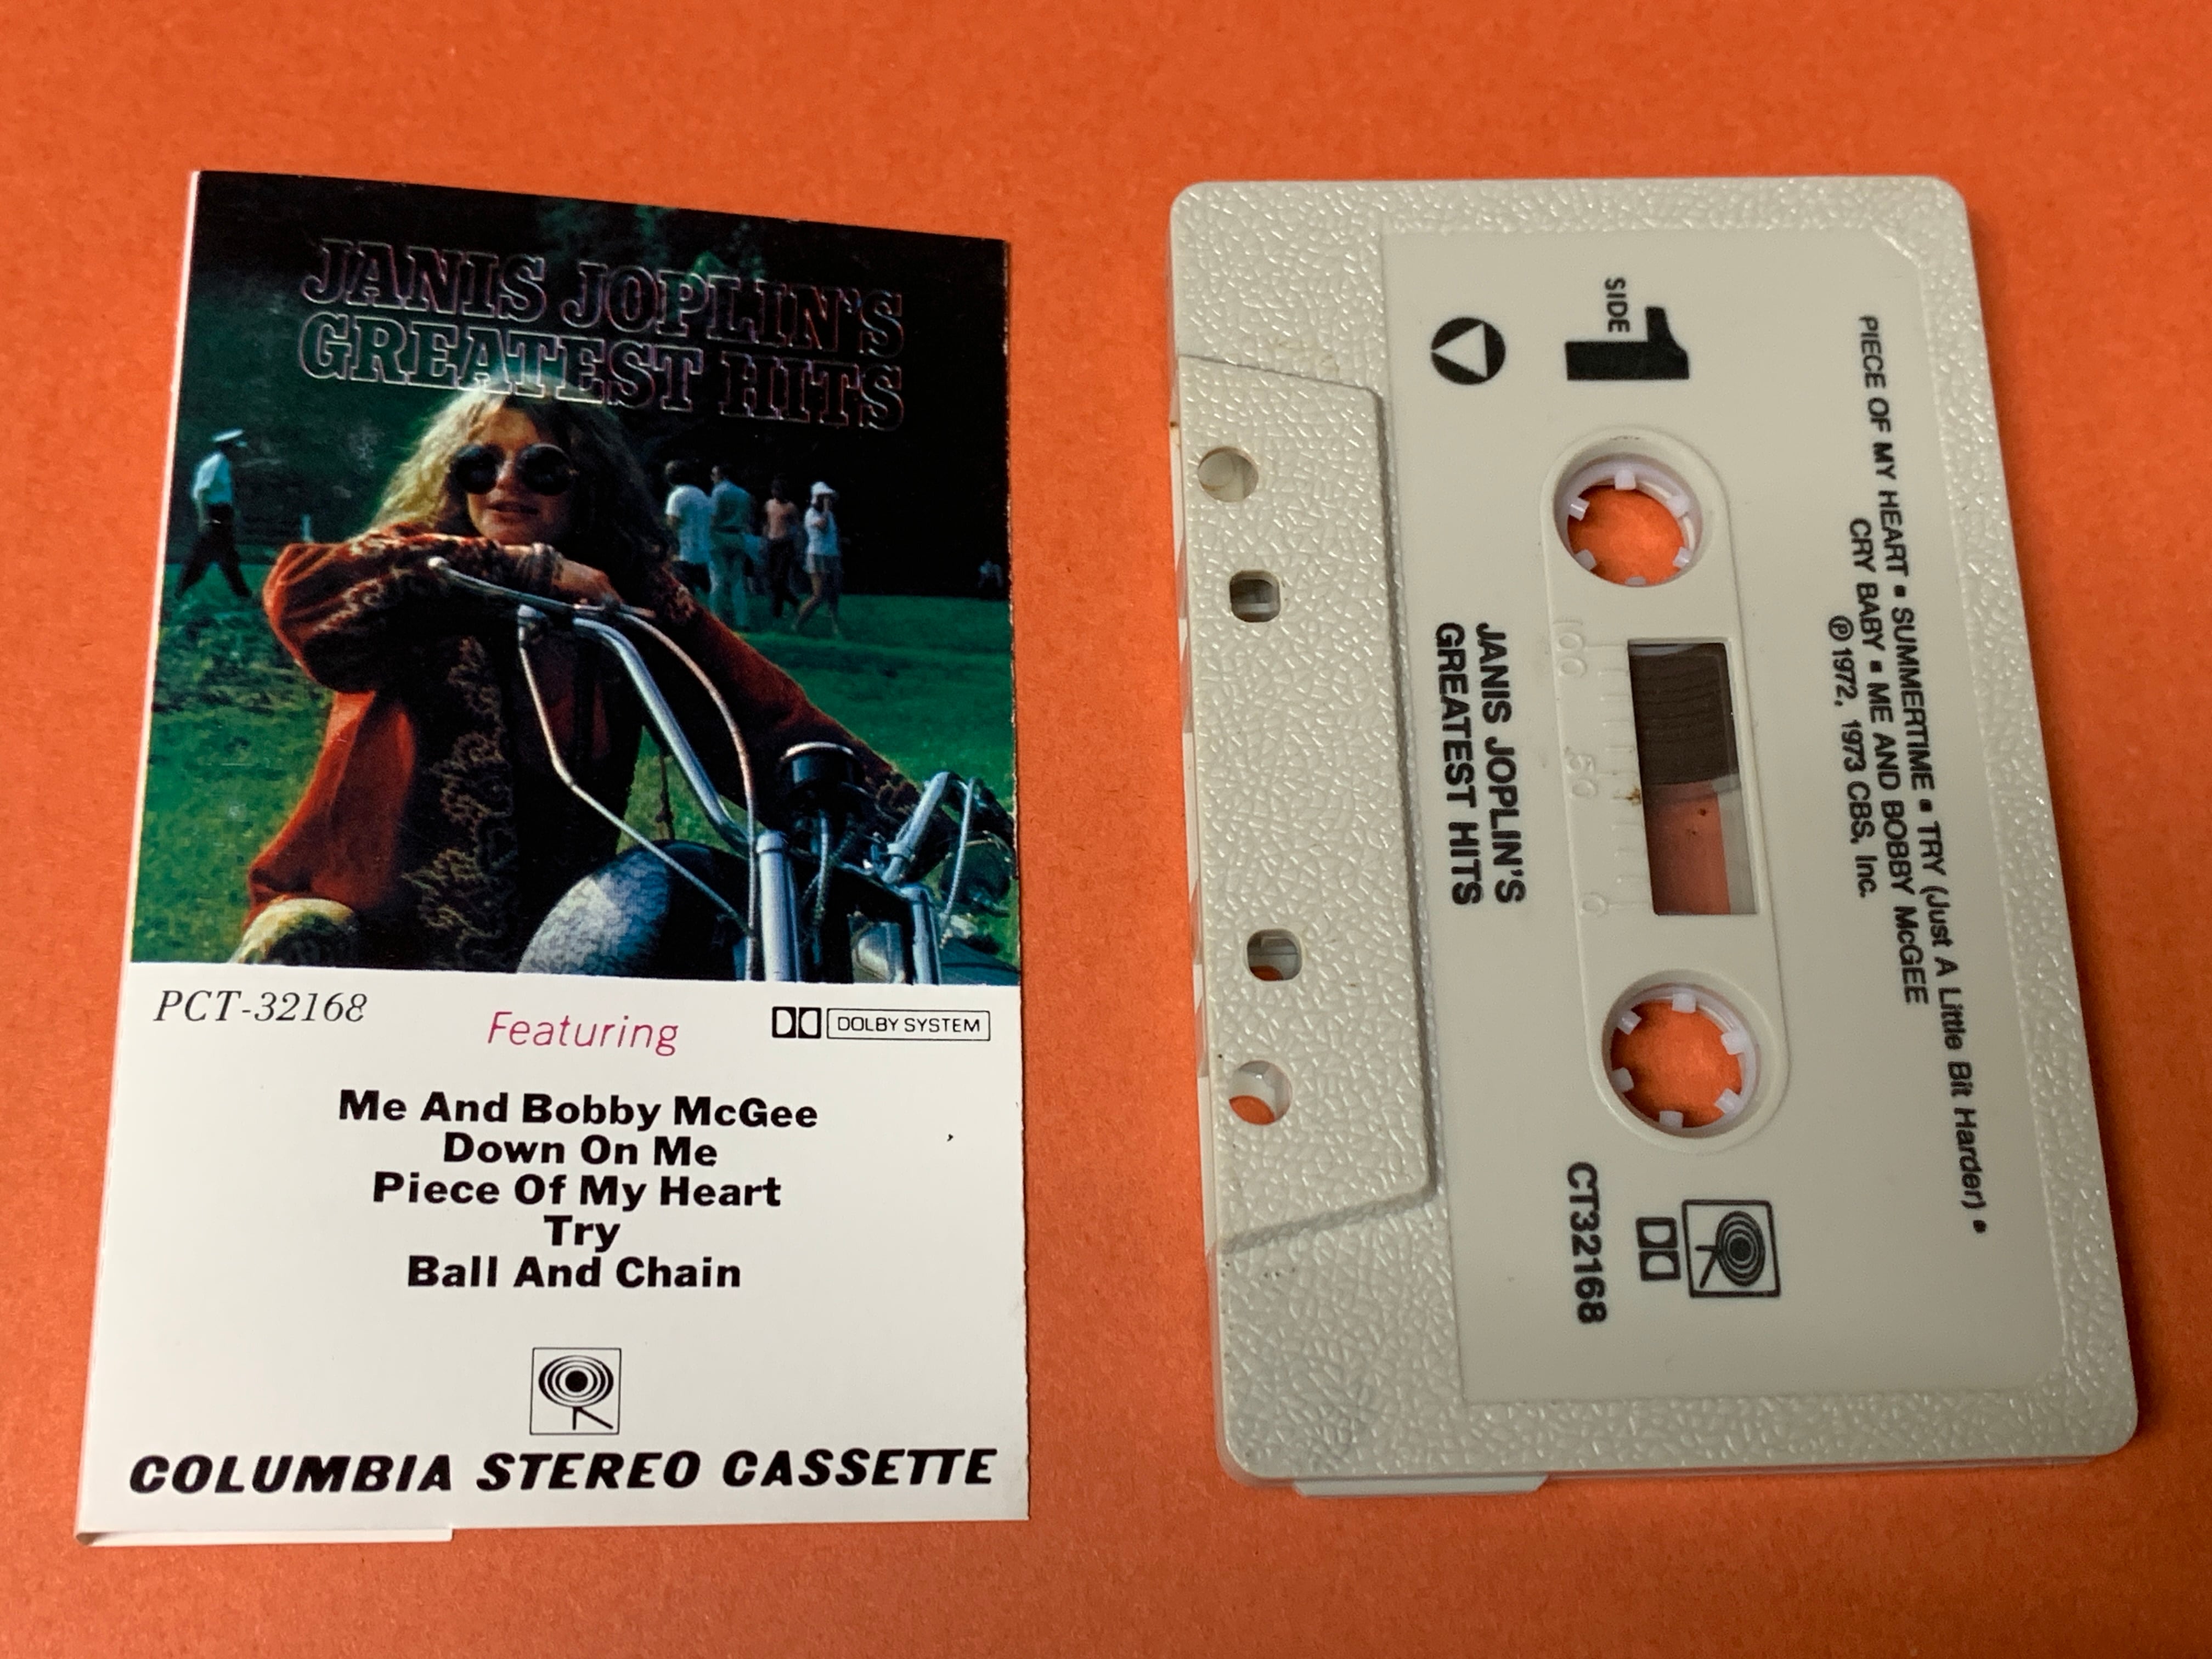 JANIS JOPLIN'S
GREATEST HITS
PCT-32168
Featuring
DOLBY SYSTEM
Me And Bobby McGee
Down On Me
Piece Of My Heart
Try
Ball And Chain
COLUMBIA STEREO CASSETTE
PIECE OF MY HEART ▪ SUMMERTIME ▪ TRY (Just A Little Bit Harder) ▪
CRY BABY ▪ ME AND BOBBY McGEE
℗ 1972, 1973 CBS, Inc.
SIDE
1
100 50 0
CT32168
JANIS JOPLIN'S
GREATEST HITS